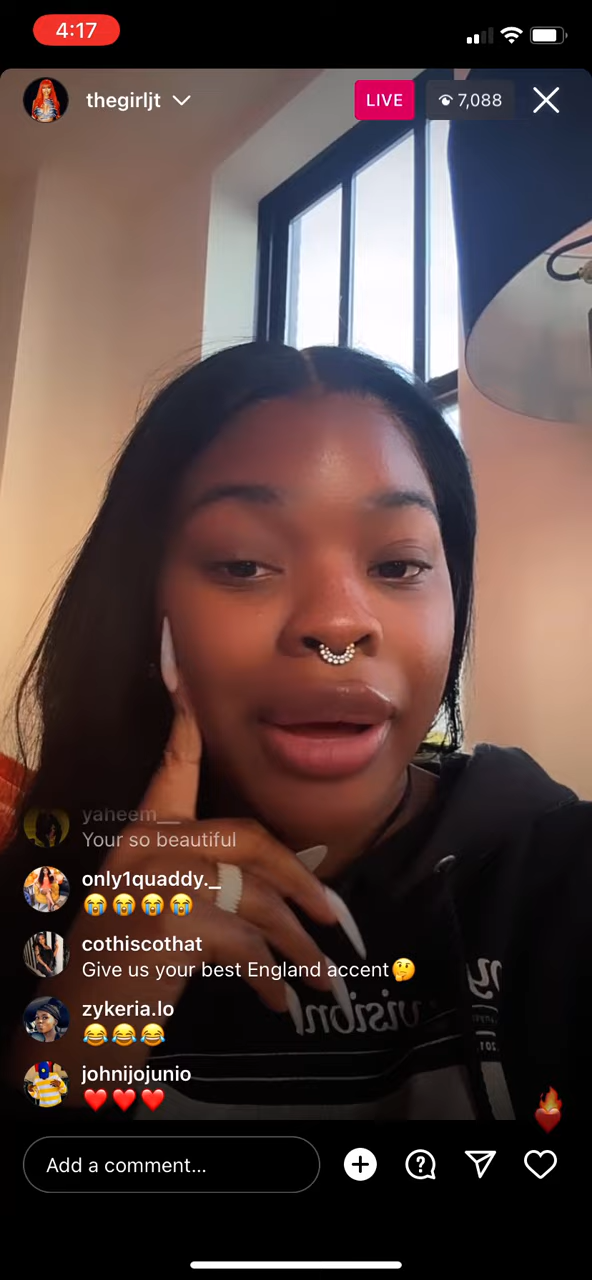 4:17
thegirljt
LIVE
7,088
yaheem__
Your so beautiful
only1quaddy._
😭😭😭😭
cothiscothat
Give us your best England accent🤔
zykeria.lo
😂😂😂
johnijojunio
❤️❤️❤️
Add a comment...